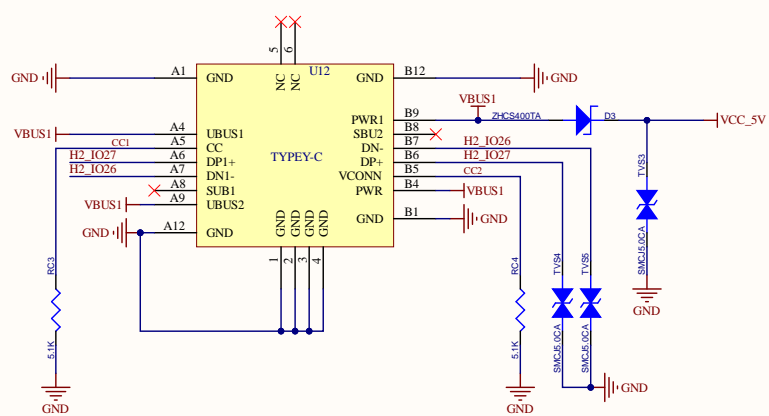 5
6
U12
GND
A1
GND
NC
NC
GND
B12
GND
VBUS1
PWR1
B9
ZHCS400TA
D3
VCC_5V
VBUS1
A4
UBUS1
SBU2
B8
CC1
A5
CC
DN-
B7
H2_IO26
H2_IO27
A6
DP1+
TYPEY-C
DP+
B6
H2_IO27
H2_IO26
A7
DN1-
VCONN
B5
CC2
A8
SUB1
PWR
B4
VBUS1
VBUS1
A9
UBUS2
GND
B1
GND
GND
A12
GND
GND
GND
GND
GND
1
2
3
4
TVS3
SMCJ5.0CA
GND
RC3
5.1K
GND
RC4
5.1K
GND
TVS4
SMCJ5.0CA
TVS5
SMCJ5.0CA
GND